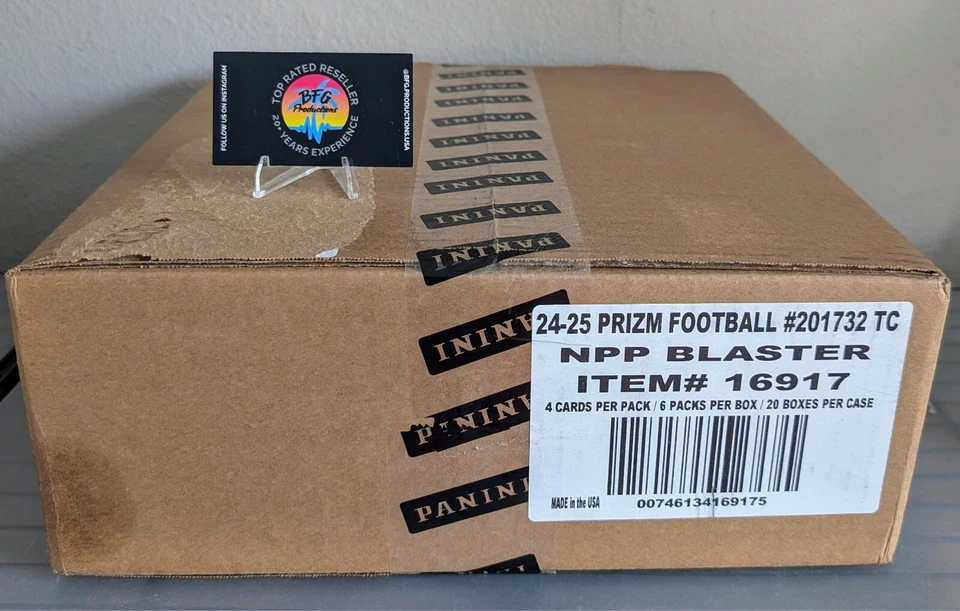 FOLLOW US ON INSTAGRAM
TOP RATED RESELLER
BFG
Productions
20+ YEARS EXPERIENCE
@BFG.PRODUCTIONS.USA
PANINI
PANINI
PANINI
PANINI
PANINI
PANINI
PANINI
PANINI
PANINI
PANINI
PANINI
PANINI
24-25 PRIZM FOOTBALL #201732 TC
NPP BLASTER
ITEM# 16917
4 CARDS PER PACK / 6 PACKS PER BOX / 20 BOXES PER CASE
MADE in the USA
00746134169175